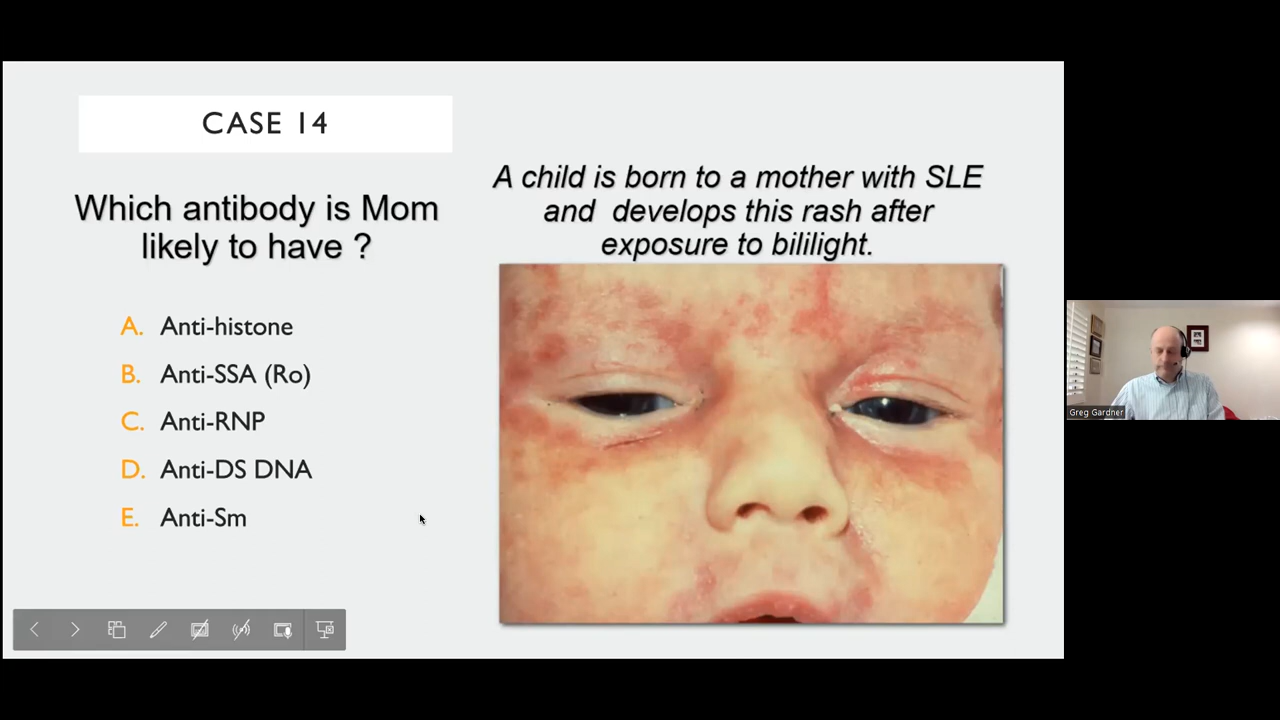 CASE 14
Which antibody is Mom
likely to have ?
A. Anti-histone
B. Anti-SSA (Ro)
C. Anti-RNP
D. Anti-DS DNA
E. Anti-Sm
A child is born to a mother with SLE
and develops this rash after
exposure to bililight.
Greg Gardner